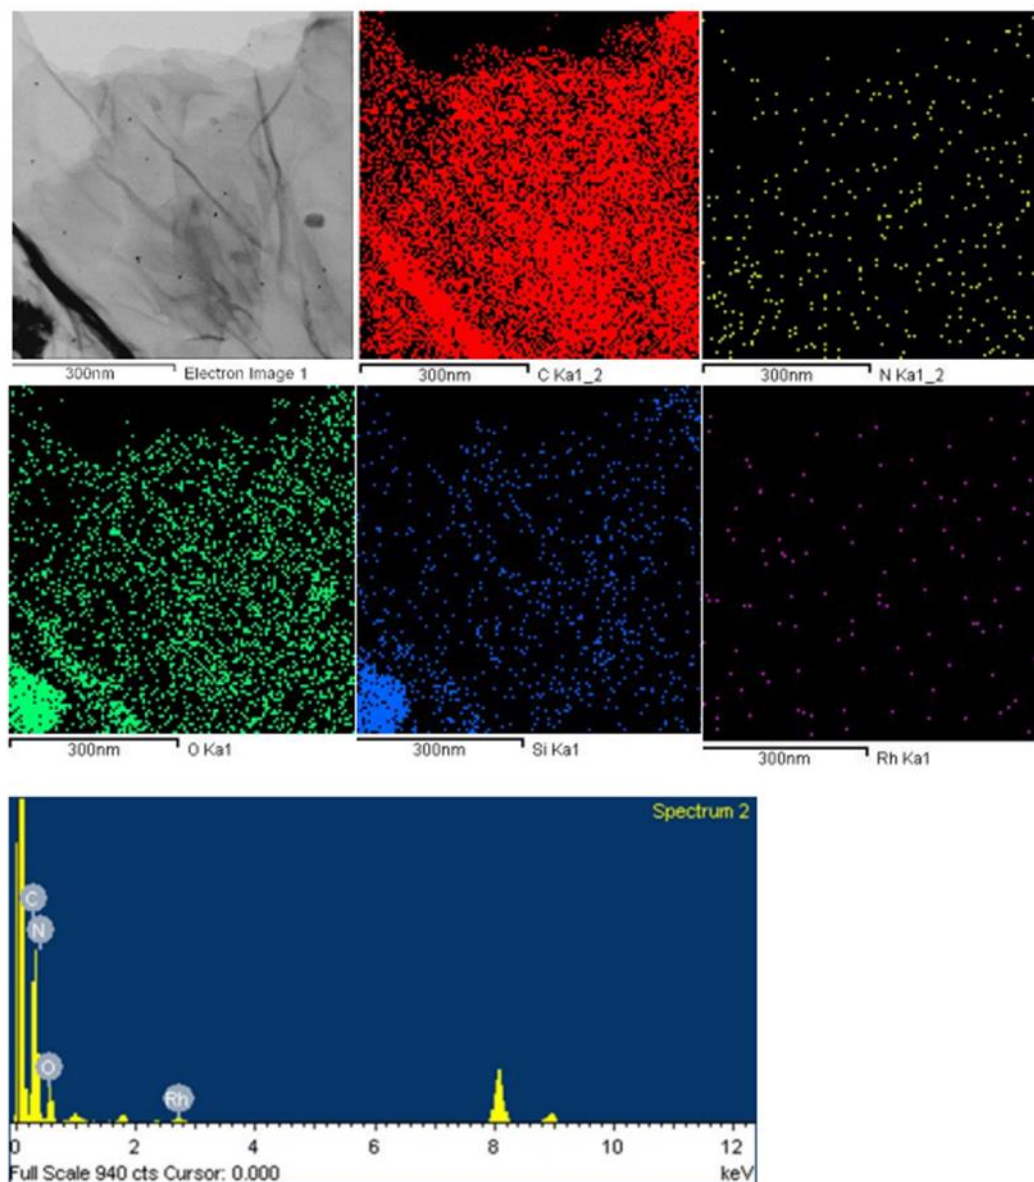 300nm Electron Image 1
300nm C Ka1_2
300nm N Ka1_2
300nm O Ka1
300nm Si Ka1
300nm Rh Ka1
Spectrum 2
C
N
O
Rh
0 2 4 6 8 10 12
Full Scale 940 cts Cursor: 0.000 keV